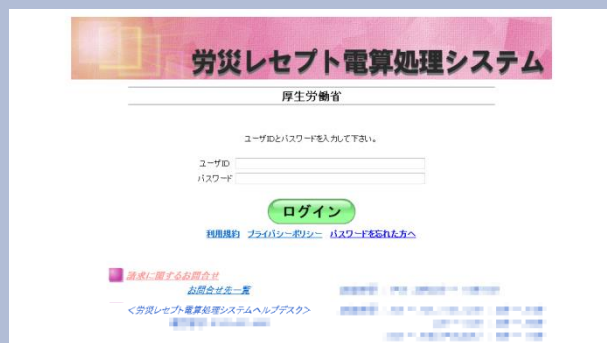 労災レセプト電算処理システム
厚生労働省
ユーザIDとパスワードを入力して下さい。
ユーザID
パスワード
ログイン
利用規約 プライバシーポリシー パスワードを忘れた方へ
請求に関するお問合せ
お問合せ先一覧
<労災レセプト電算処理システムヘルプデスク>